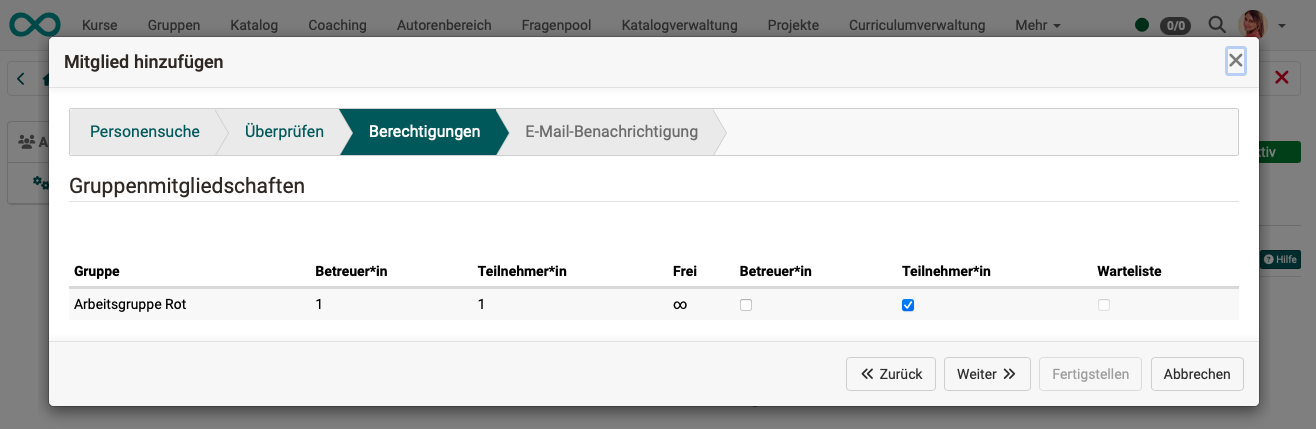 Kurse Gruppen Katalog Coaching Autorenbereich Fragenpool Katalogverwaltung Projekte Curriculumverwaltung Mehr 0/0
Mitglied hinzufügen
Personensuche Überprüfen Berechtigungen E-Mail-Benachrichtigung
A
ktiv
Gruppenmitgliedschaften
Hilfe
Gruppe Betreuer*in Teilnehmer*in Frei Betreuer*in Teilnehmer*in Warteliste
Arbeitsgruppe Rot 1 1 ∞
Zurück Weiter Fertigstellen Abbrechen